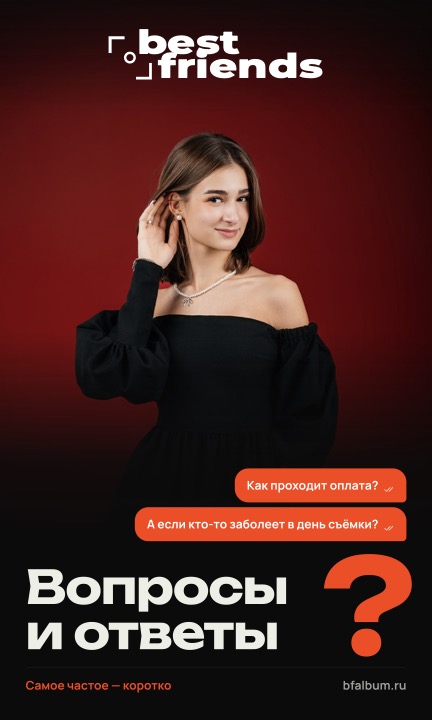 best
friends
Как проходит оплата?
А если кто-то заболеет в день съёмки?
Вопросы
и ответы
?
Самое частое — коротко
bfalbum.ru